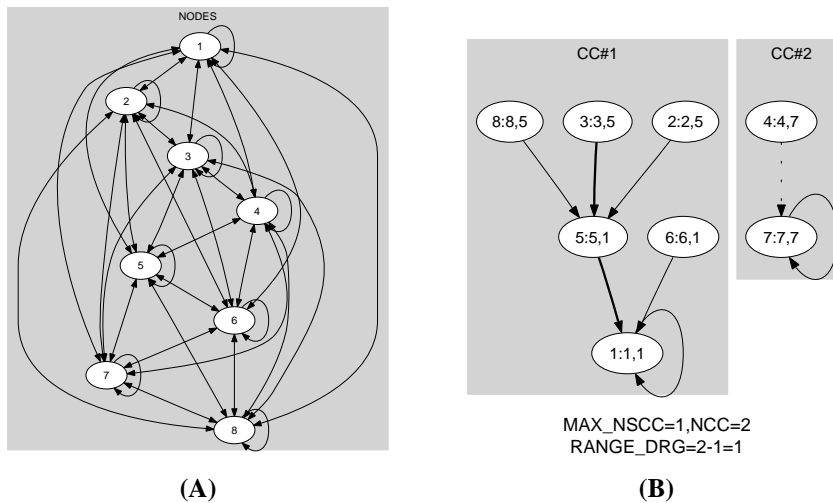 NODES
1
2
3
4
5
6
7
8
(A)
CC#1
CC#2
8:8,5
3:3,5
2:2,5
4:4,7
5:5,1
6:6,1
7:7,7
1:1,1
MAX_NSCC=1,NCC=2
RANGE_DRG=2-1=1
(B)